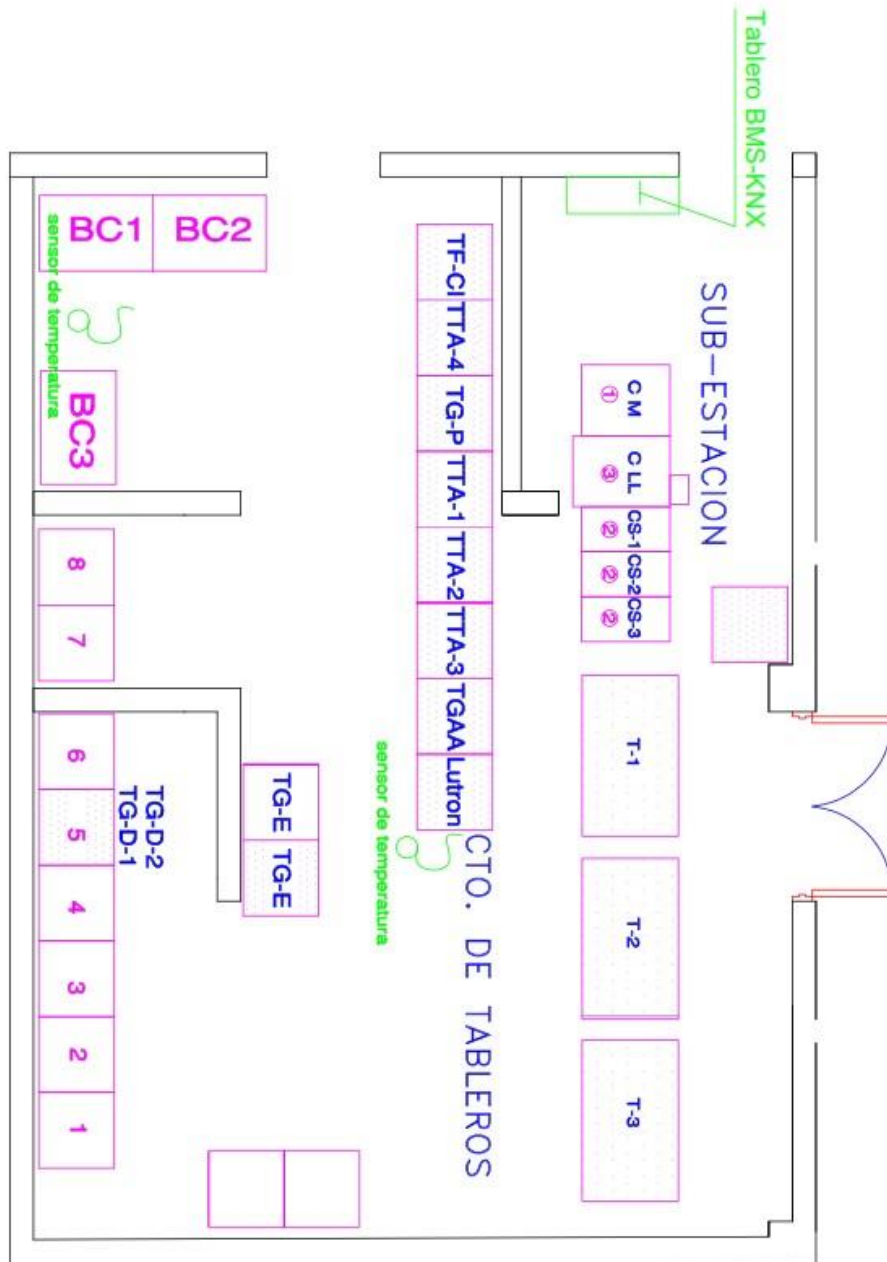 Tablero BMS-KNX
SUB-ESTACION
C M
①
C LL
③
CS-1
②
CS-2
②
CS-3
②
T-1
T-2
T-3
CTO. DE TABLEROS
TF-CI
TTA-4
TG-P
TTA-1
TTA-2
TTA-3
TGAA
Lutron
sensor de temperatura
TG-E
TG-E
BC1
BC2
sensor de temperatura
BC3
8
7
6
5
4
3
2
1
TG-D-2
TG-D-1